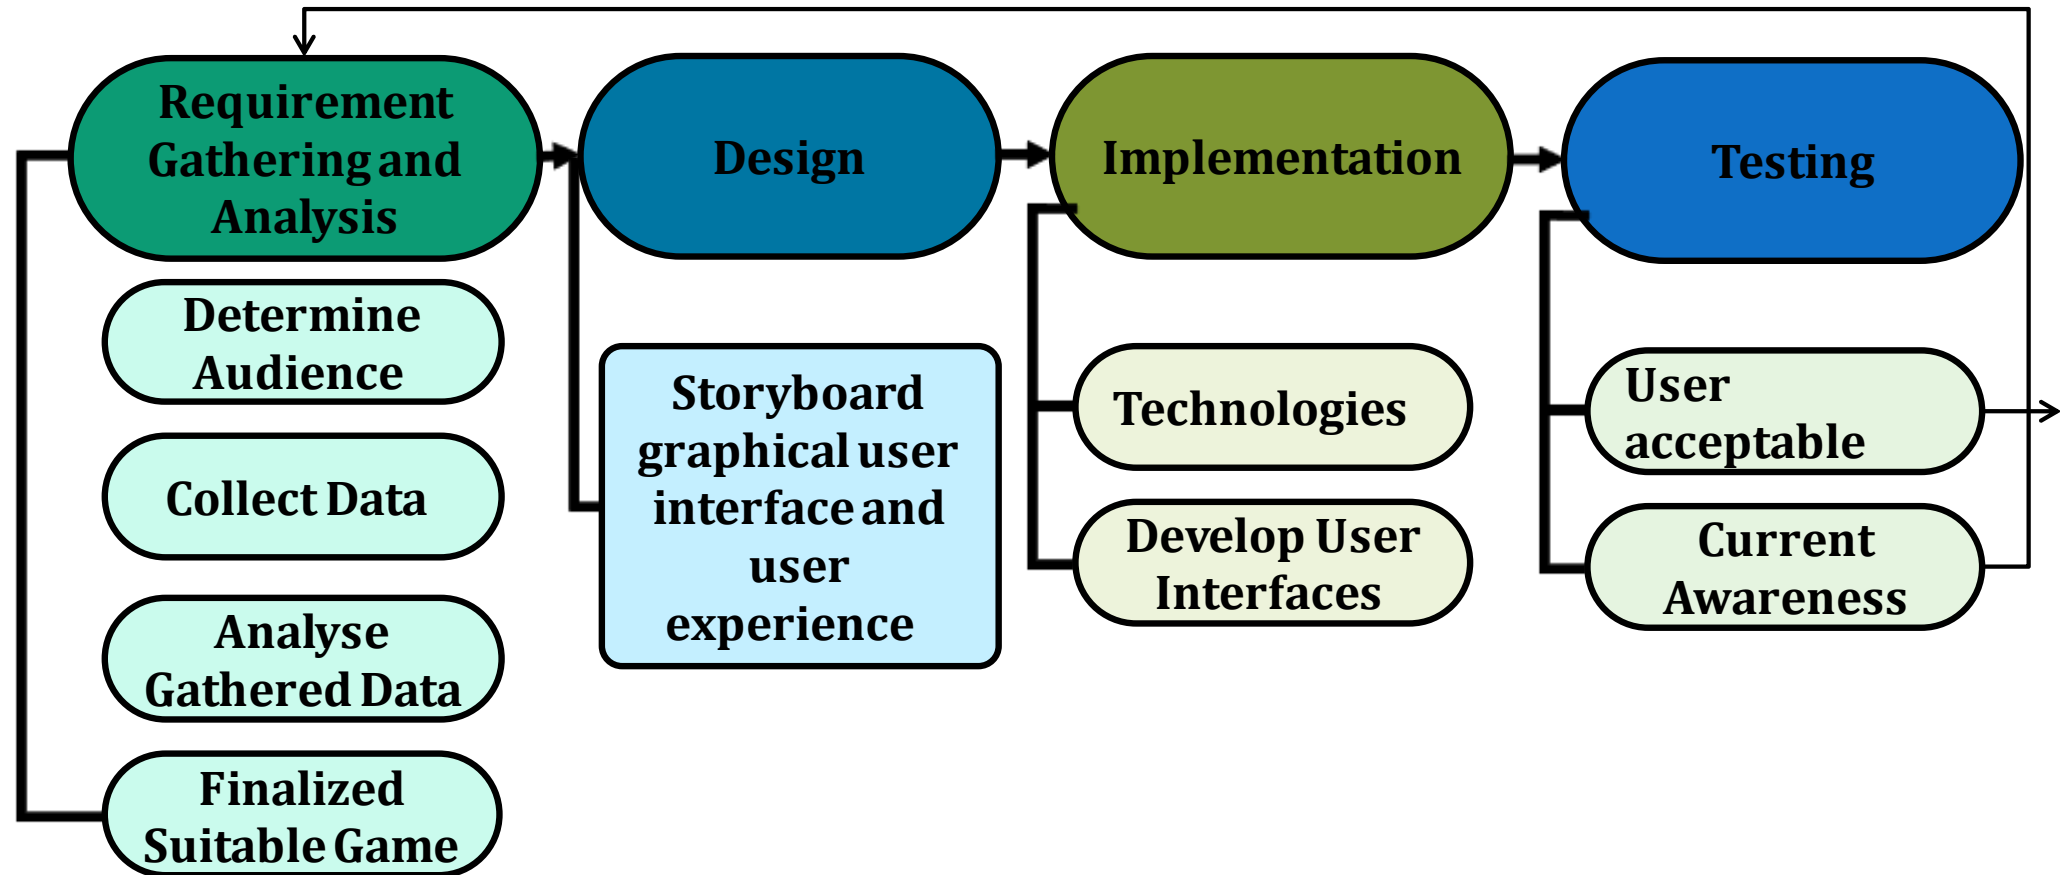 Requirement
Gathering and
Analysis
Determine
Audience
Collect Data
Analyse
Gathered Data
Finalized
Suitable Game
Design
Storyboard
graphical user
interface and
user
experience
Implementation
Technologies
Develop User
Interfaces
Testing
User
acceptable
Current
Awareness